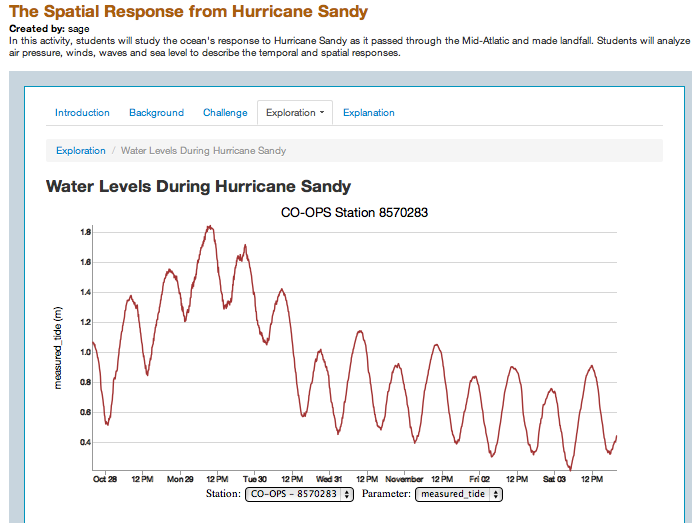 The Spatial Response from Hurricane Sandy
Created by: sage
In this activity, students will study the ocean's response to Hurricane Sandy as it passed through the Mid-Atlatic and made landfall. Students will analyze
air pressure, winds, waves and sea level to describe the temporal and spatial responses.
Introduction Background Challenge Exploration Explanation
Exploration / Water Levels During Hurricane Sandy
Water Levels During Hurricane Sandy
CO-OPS Station 8570283
measured_tide (m)
1.8
1.6
1.4
1.2
1.0
0.8
0.6
0.4
Oct 28 12 PM Mon 29 12 PM Tue 30 12 PM Wed 31 12 PM November 12 PM Fri 02 12 PM Sat 03 12 PM
Station: CO-OPS - 8570283 Parameter: measured_tide